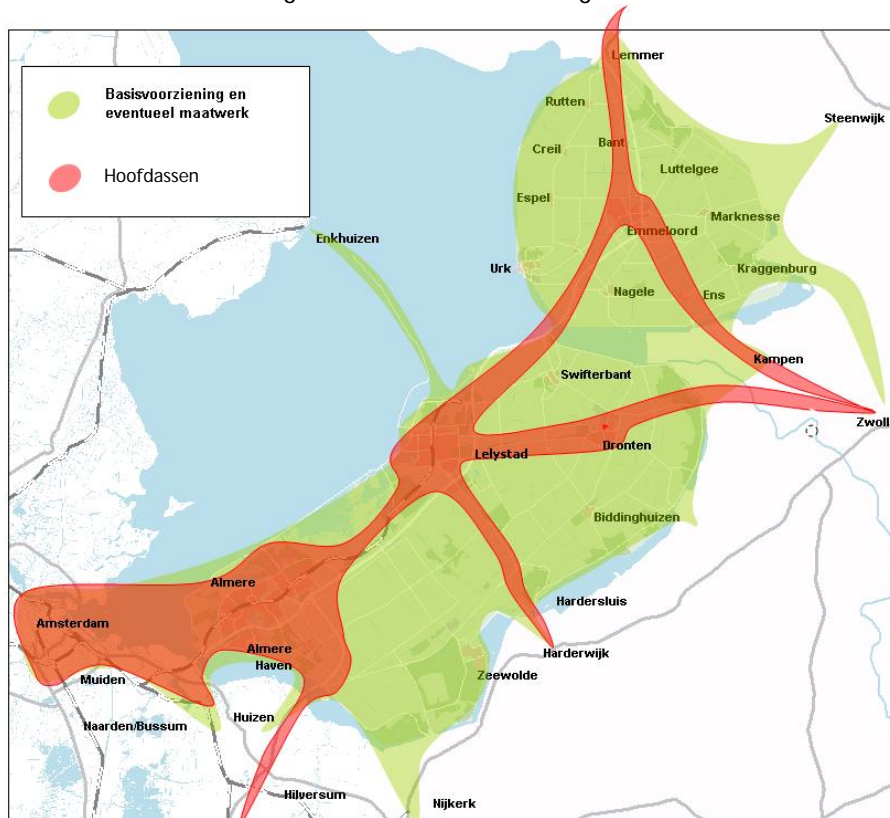 Lemmer
Basisvoorziening en
eventueel maatwerk
Rutten
Steenwijk
Bant
Creil
Luttelgee
Hoofdassen
Espel
Marknesse
Emmeloord
Enkhuizen
Urk
Kraggenburg
Nagele
Ens
Kampen
Swifterbant
Zwoll
Dronten
Lelystad
Biddinghuizen
Almere
Hardersluis
Amsterdam
Almere
Haven
Harderwijk
Zeewolde
Muiden
Huizen
Naarden/Bussum
Hilversum
Nijkerk